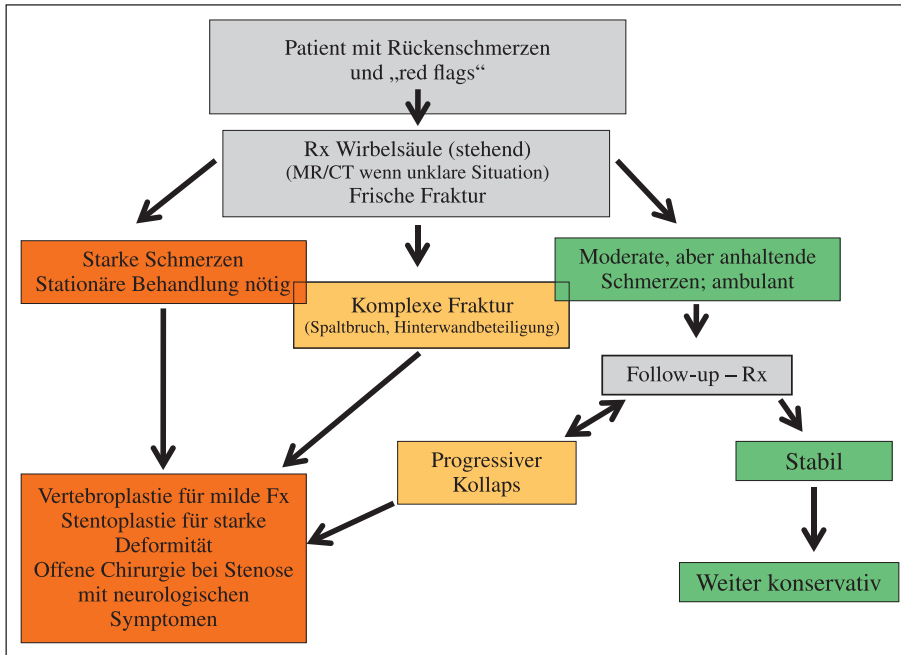 Patient mit Rückenschmerzen
und „red flags“
Rx Wirbelsäule (stehend)
(MR/CT wenn unklare Situation)
Frische Fraktur
Starke Schmerzen
Stationäre Behandlung nötig
Komplexe Fraktur
(Spaltbruch, Hinterwandbeteiligung)
Moderate, aber anhaltende
Schmerzen; ambulant
Follow-up – Rx
Progressiver
Kollaps
Stabil
Vertebroplastie für milde Fx
Stentoplastie für starke
Deformität
Offene Chirurgie bei Stenose
mit neurologischen
Symptomen
Weiter konservativ